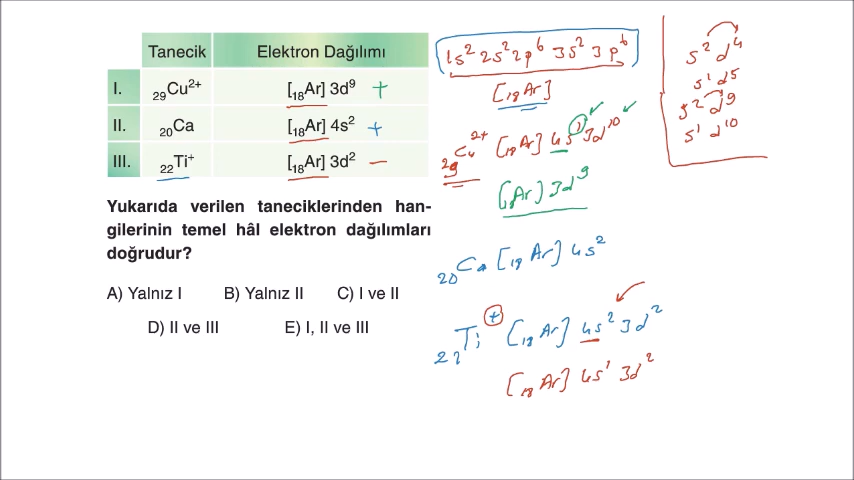 Tanecik Elektron Dağılımı
I. ₂₉Cu²⁺ [₁₈Ar] 3d⁹ +
II. ₂₀Ca [₁₈Ar] 4s² +
III. ₂₂Ti⁺ [₁₈Ar] 3d² −
Yukarıda verilen taneciklerinden han-
gilerinin temel hâl elektron dağılımları
doğrudur?
A) Yalnız I B) Yalnız II C) I ve II
D) II ve III E) I, II ve III
1s² 2s² 2p⁶ 3s² 3p⁶
[₁₈Ar]
₂₉Cu²⁺ [₁₈Ar] 4s¹ 3d¹⁰
[₁₈Ar] 3d⁹
₂₀Ca [₁₈Ar] 4s²
₂₂Ti⁺ [₁₈Ar] 4s² 3d²
[₁₈Ar] 4s¹ 3d²
s² d⁴
s¹ d⁵
s² d⁹
s¹ d¹⁰